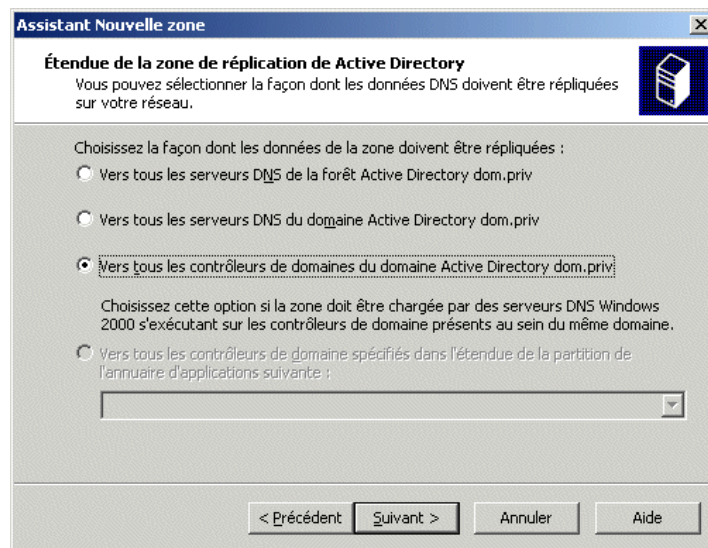 Assistant Nouvelle zone
Étendue de la zone de réplication de Active Directory
Vous pouvez sélectionner la façon dont les données DNS doivent être répliquées
sur votre réseau.
Choisissez la façon dont les données de la zone doivent être répliquées :
Vers tous les serveurs DNS de la forêt Active Directory dom.priv
Vers tous les serveurs DNS du domaine Active Directory dom.priv
Vers tous les contrôleurs de domaines du domaine Active Directory dom.priv
Choisissez cette option si la zone doit être chargée par des serveurs DNS Windows
2000 s'exécutant sur les contrôleurs de domaine présents au sein du même domaine.
Vers tous les contrôleurs de domaine spécifiés dans l'étendue de la partition de
l'annuaire d'applications suivante :
< Précédent
Suivant >
Annuler
Aide